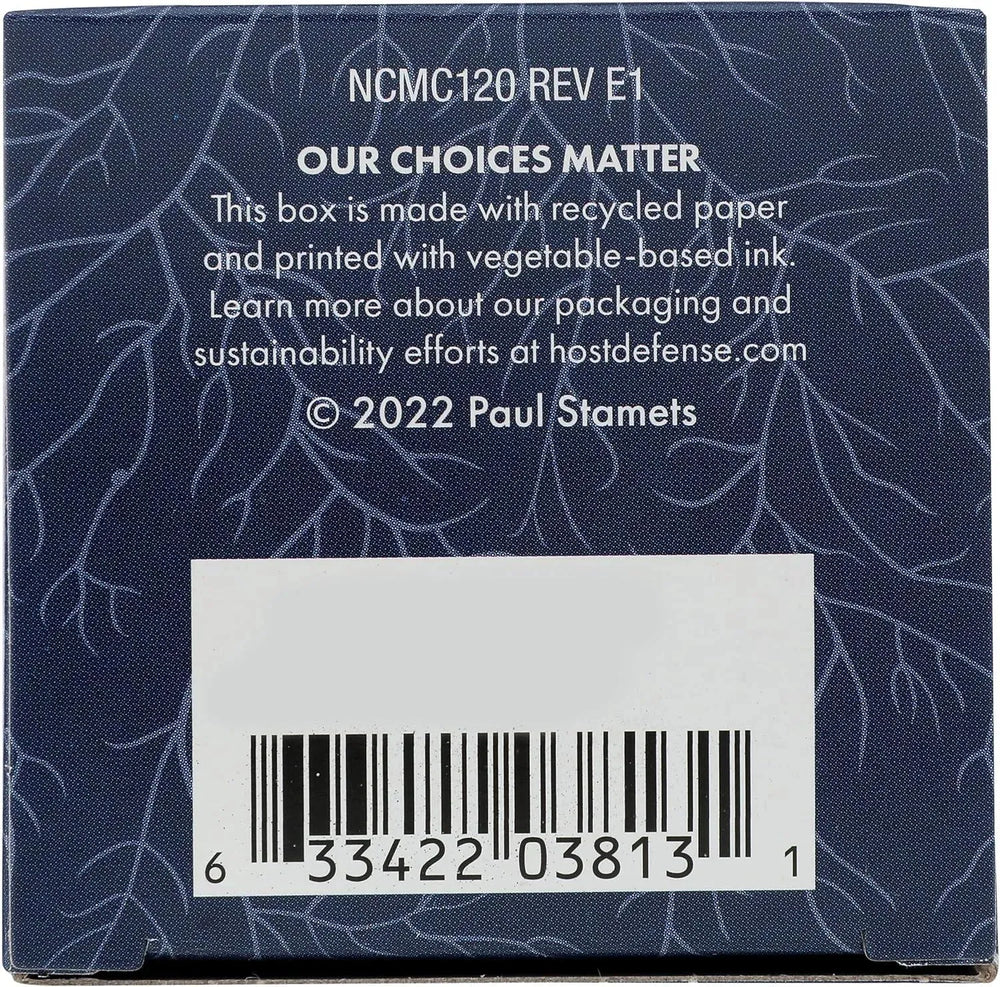 NCMC120 REV E1
OUR CHOICES MATTER
This box is made with recycled paper
and printed with vegetable-based ink.
Learn more about our packaging and
sustainability efforts at hostdefense.com
© 2022 Paul Stamets
6 33422 03813 1